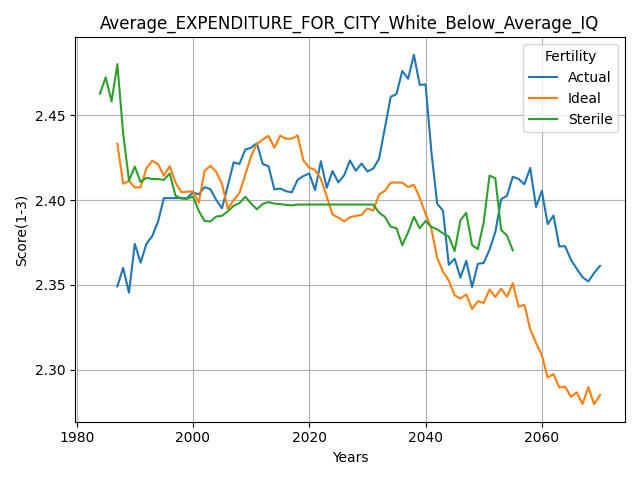 Average_EXPENDITURE_FOR_CITY_White_Below_Average_IQ
Fertility
Actual
Ideal
Sterile
Score(1-3)
2.45
2.40
2.35
2.30
1980
2000
2020
2040
2060
Years